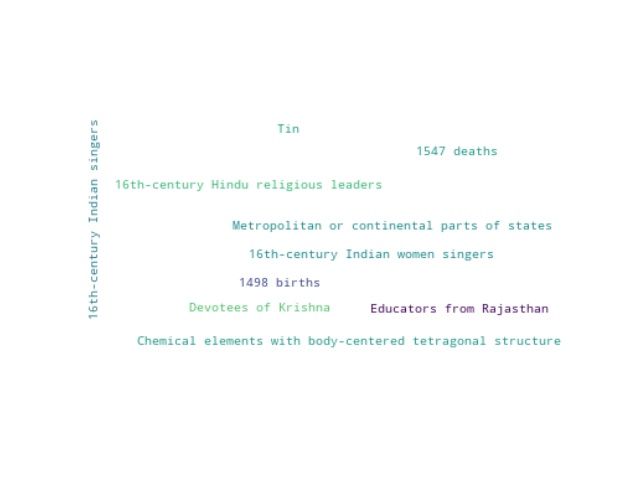 Tin
1547 deaths
16th-century Indian singers
16th-century Hindu religious leaders
Metropolitan or continental parts of states
16th-century Indian women singers
1498 births
Devotees of Krishna
Educators from Rajasthan
Chemical elements with body-centered tetragonal structure